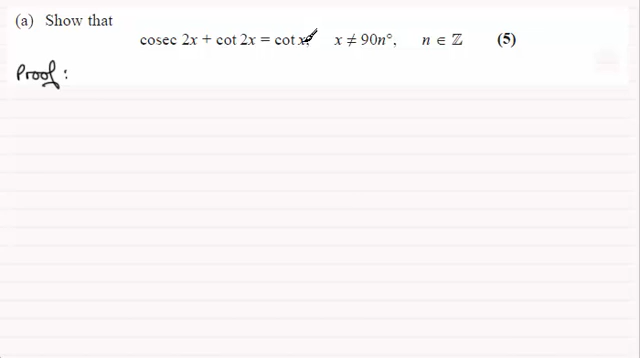 (a) Show that
cosec 2x + cot 2x = cot x, x ≠ 90n°, n ∈ ℤ (5)
Proof: